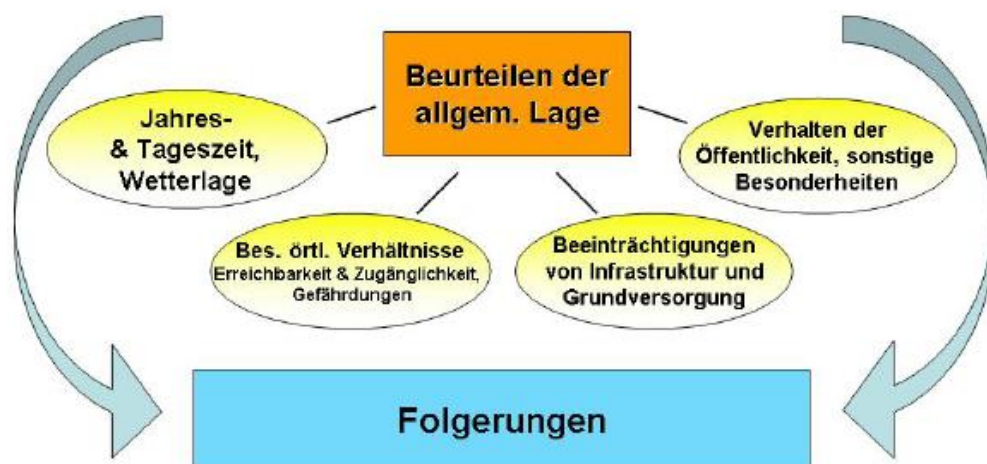 Beurteilen der
allgem. Lage
Jahres-
& Tageszeit,
Wetterlage
Verhalten der
Öffentlichkeit, sonstige
Besonderheiten
Bes. örtl. Verhältnisse
Erreichbarkeit & Zugänglichkeit,
Gefährdungen
Beeinträchtigungen
von Infrastruktur und
Grundversorgung
Folgerungen